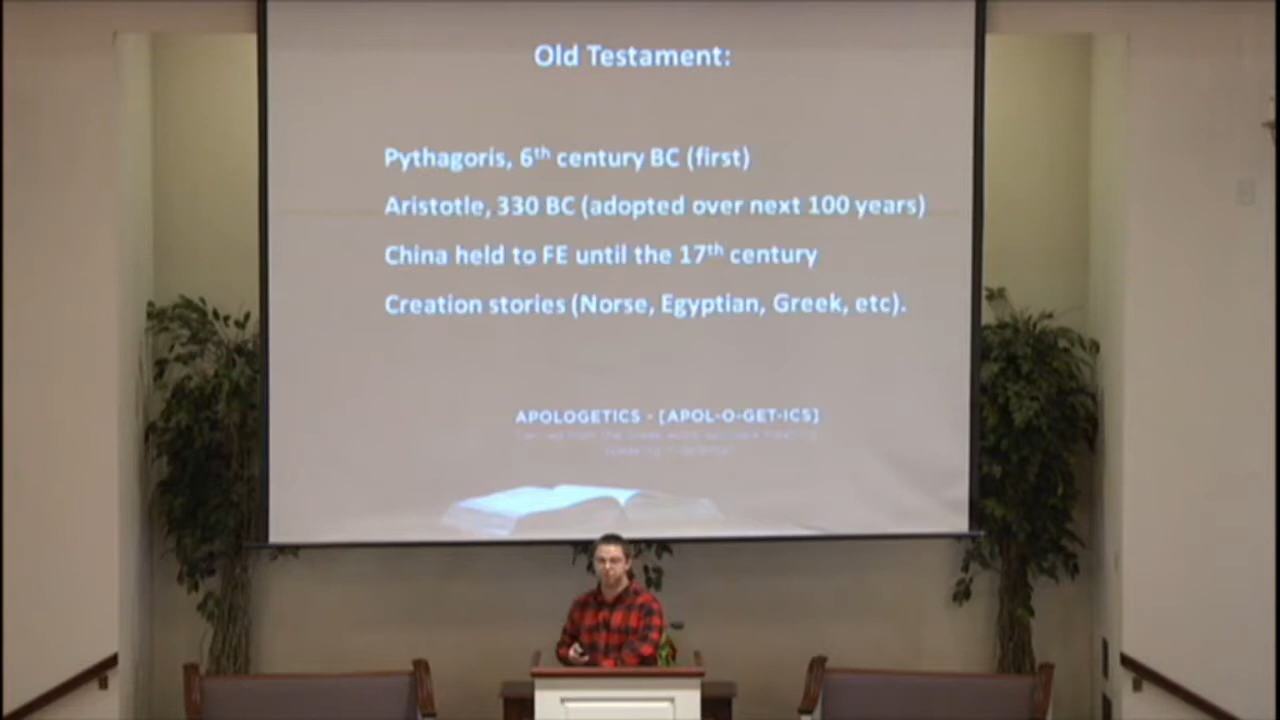 Old Testament:
Pythagoris, 6th century BC (first)
Aristotle, 330 BC (adopted over next 100 years)
China held to FE until the 17th century
Creation stories (Norse, Egyptian, Greek, etc).
APOLOGETICS - [APOL-O-GET-ICS]